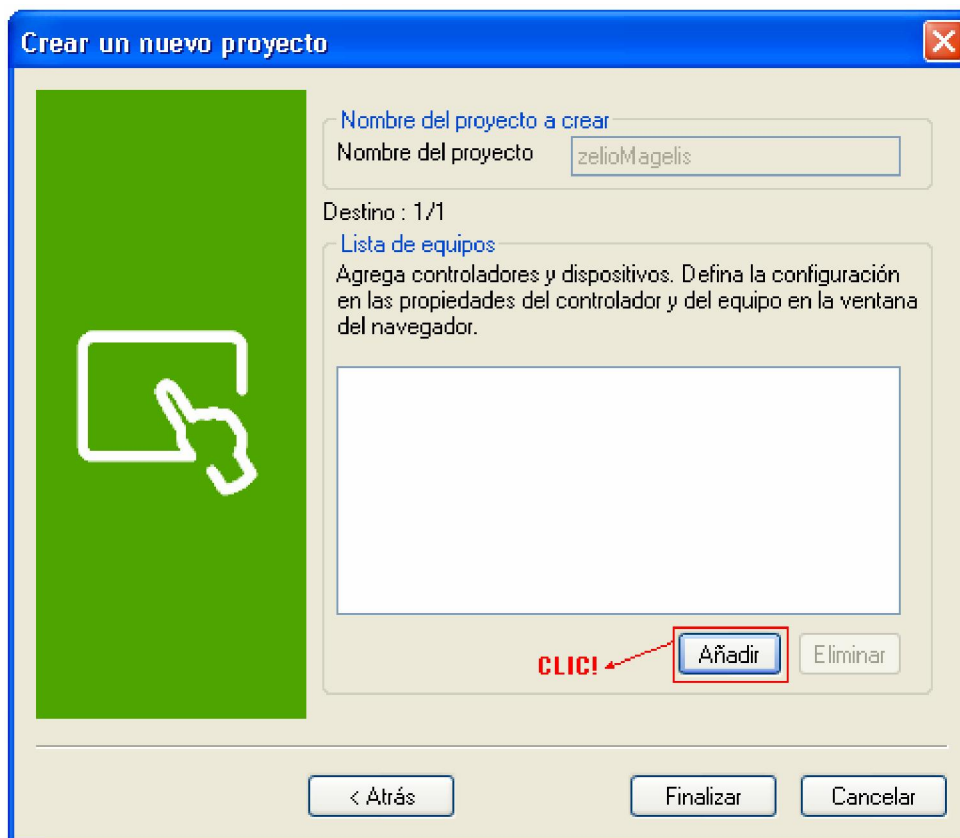 Crear un nuevo proyecto
Nombre del proyecto a crear
Nombre del proyecto zelioMagelis
Destino : 1/1
Lista de equipos
Agrega controladores y dispositivos. Defina la configuración
en las propiedades del controlador y del equipo en la ventana
del navegador.
CLIC! Añadir Eliminar
< Atrás Finalizar Cancelar